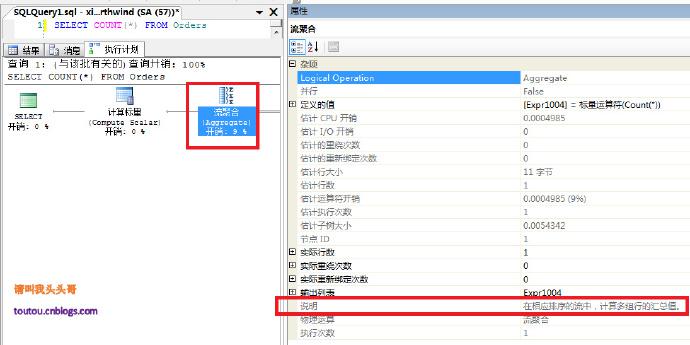 SQLQuery1.sql - xi...rthwind (SA (57))*
1 SELECT COUNT(*) FROM Orders
结果 消息 执行计划
查询 1: (与该批有关的)查询开销: 100%
SELECT COUNT(*) FROM Orders
SELECT
开销: 0 %
计算标量
(Compute Scalar)
开销: 0 %
流聚合
(Aggregate)
开销: 9 %
请叫我头头哥
toutou.cnblogs.com
属性
流聚合
杂项
Logical Operation Aggregate
并行 False
定义的值 [Expr1004] = 标量运算符(Count(*))
估计 CPU 开销 0.0004985
估计 I/O 开销 0
估计的重绕次数 0
估计的重新绑定次数 0
估计行大小 11 字节
估计行数 1
估计运算符开销 0.0004985 (9%)
估计执行次数 1
估计子树大小 0.0054342
节点 ID 1
实际行数 1
实际重绕次数 0
实际重新绑定次数 0
输出列表 Expr1004
说明 在相应排序的流中，计算多组行的汇总值。
物理运算 流聚合
执行次数 1